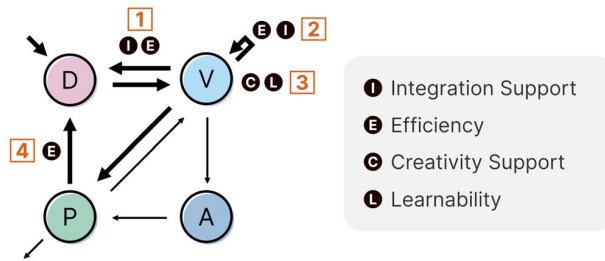 1
I E
E I 2
D
V
C L 3
4 E
P
A
I Integration Support
E Efficiency
C Creativity Support
L Learnability